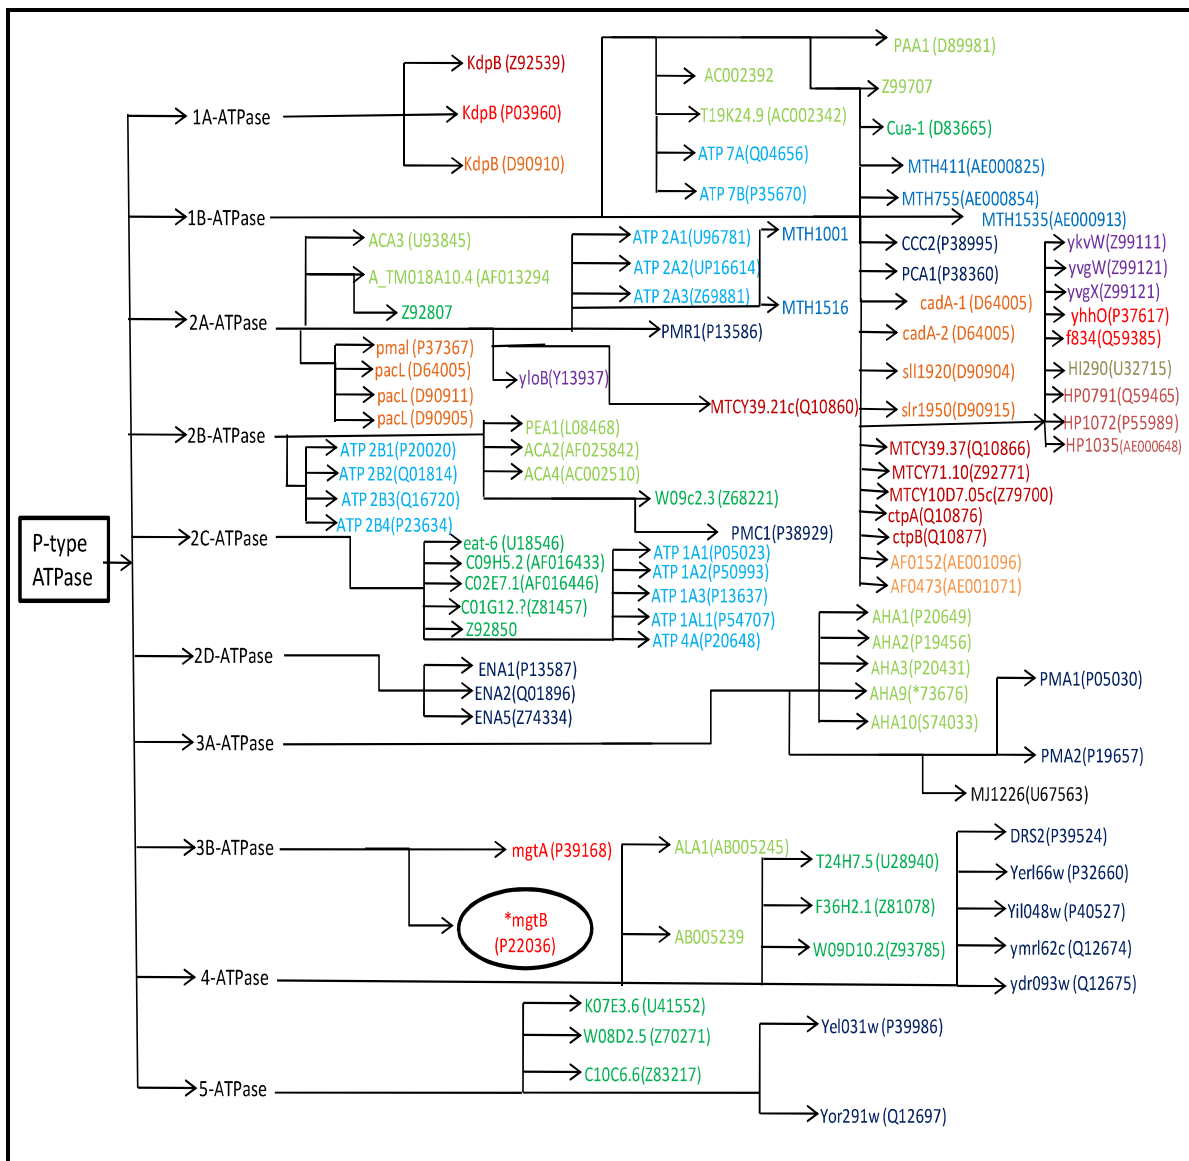 P-type
ATPase
1A-ATPase
KdpB (Z92539)
KdpB (P03960)
KdpB (D90910)
1B-ATPase
AC002392
T19K24.9 (AC002342)
ATP 7A(Q04656)
ATP 7B(P35670)
PAA1 (D89981)
Z99707
Cua-1 (D83665)
MTH411(AE000825)
MTH755(AE000854)
MTH1535(AE000913)
CCC2(P38995)
PCA1(P38360)
cadA-1 (D64005)
cadA-2 (D64005)
sll1920(D90904)
slr1950(D90915)
ykvW(Z99111)
yvgW(Z99121)
yvgX(Z99121)
yhhO(P37617)
f834(Q59385)
HI290(U32715)
HP0791(Q59465)
HP1072(P55989)
HP1035(AE000648)
MTCY39.37(Q10866)
MTCY71.10(Z92771)
MTCY10D7.05c(Z79700)
ctpA(Q10876)
ctpB(Q10877)
AF0152(AE001096)
AF0473(AE001071)
2A-ATPase
ACA3 (U93845)
A_TM018A10.4 (AF013294
Z92807
ATP 2A1(U96781)
ATP 2A2(UP16614)
ATP 2A3(Z69881)
MTH1001
MTH1516
PMR1(P13586)
pmal (P37367)
pacL (D64005)
pacL (D90911)
pacL (D90905)
yloB(Y13937)
MTCY39.21c(Q10860)
2B-ATPase
ATP 2B1(P20020)
ATP 2B2(Q01814)
ATP 2B3(Q16720)
ATP 2B4(P23634)
PEA1(L08468)
ACA2(AF025842)
ACA4(AC002510)
W09c2.3(Z68221)
PMC1(P38929)
2C-ATPase
eat-6 (U18546)
C09H5.2(AF016433)
C02E7.1(AF016446)
C01G12.?(Z81457)
Z92850
ATP 1A1(P05023)
ATP 1A2(P50993)
ATP 1A3(P13637)
ATP 1AL1(P54707)
ATP 4A(P20648)
2D-ATPase
ENA1(P13587)
ENA2(Q01896)
ENA5(Z74334)
3A-ATPase
AHA1(P20649)
AHA2(P19456)
AHA3(P20431)
AHA9(*73676)
AHA10(S74033)
PMA1(P05030)
PMA2(P19657)
MJ1226(U67563)
3B-ATPase
mgtA (P39168)
*mgtB
(P22036)
4-ATPase
ALA1(AB005245)
AB005239
T24H7.5(U28940)
F36H2.1(Z81078)
W09D10.2(Z93785)
DRS2(P39524)
Yerl66w(P32660)
Yil048w(P40527)
ymrl62c(Q12674)
ydr093w(Q12675)
5-ATPase
K07E3.6(U41552)
W08D2.5(Z70271)
C10C6.6(Z83217)
Yel031w(P39986)
Yor291w(Q12697)